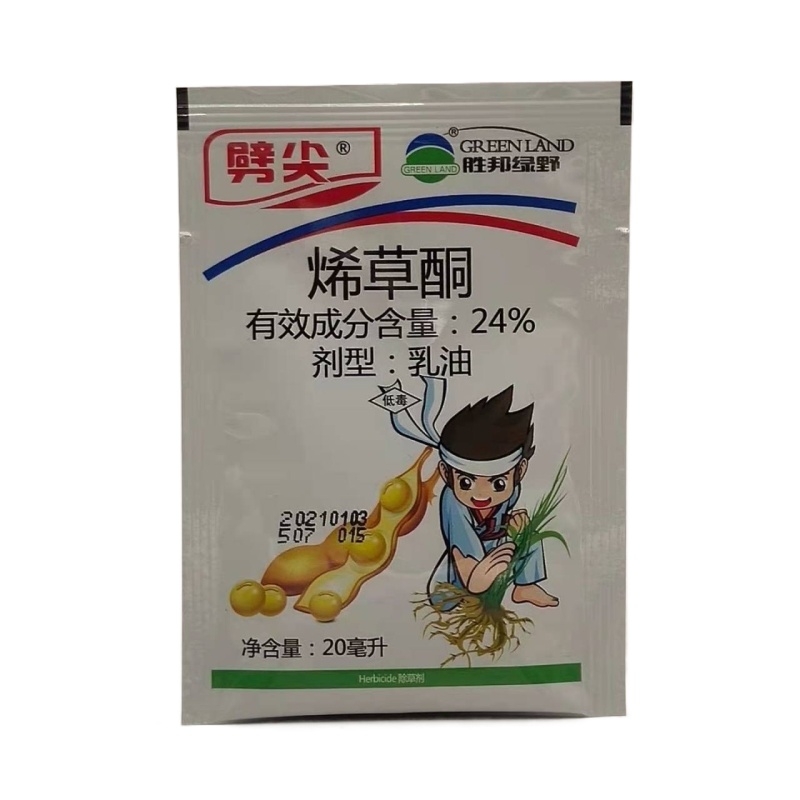 劈尖®
® GREENLAND
GREEN LAND
胜邦绿野
烯草酮
有效成分含量：24%
剂型：乳油
低毒
20210103
507 015
净含量：20毫升
Herbicide 除草剂